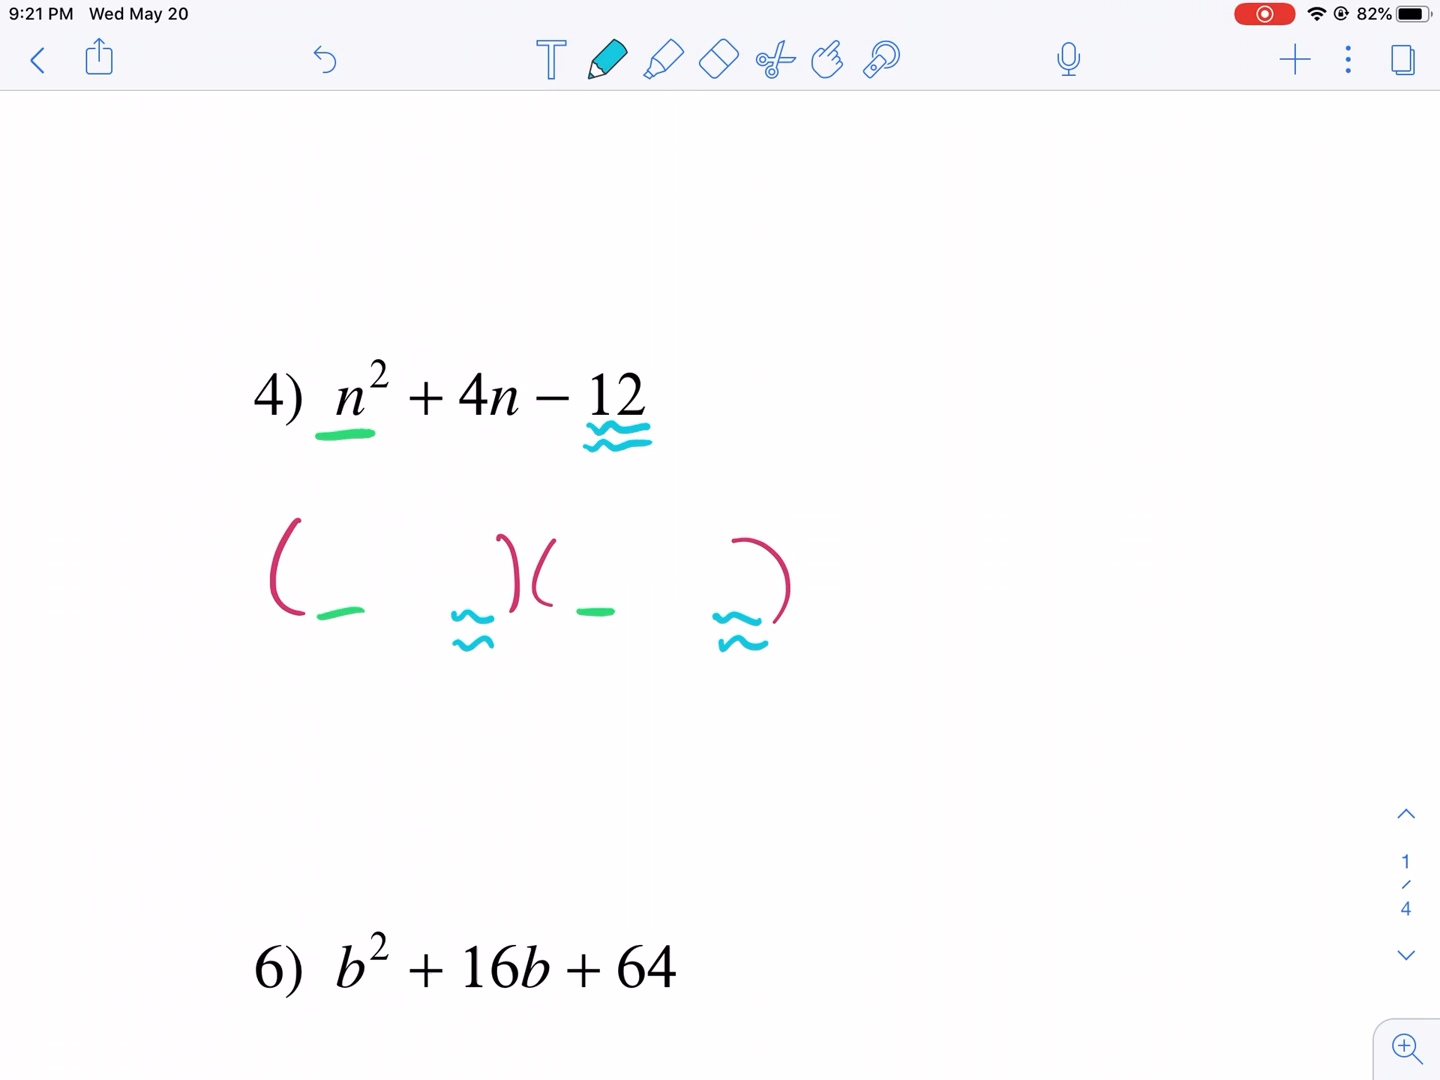 9:21 PM Wed May 20 82%
T
4) n² + 4n − 12
( )( )
1
/
4
6) b² + 16b + 64